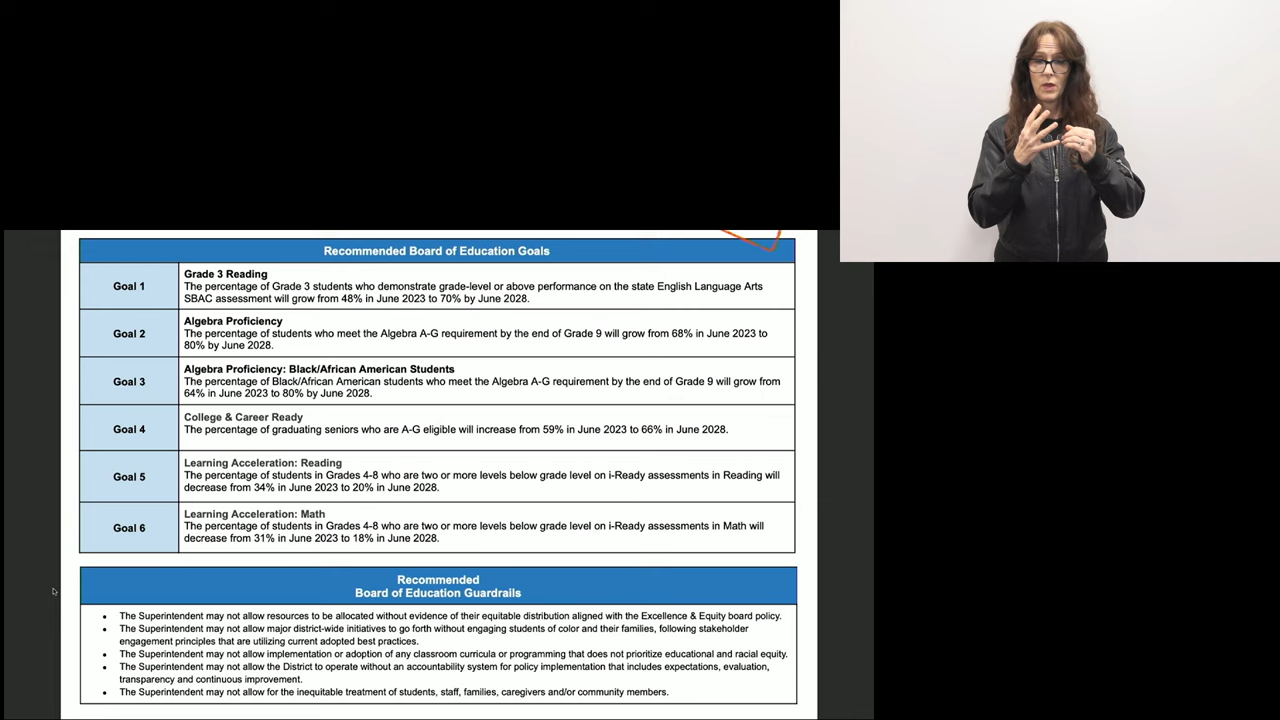 Recommended Board of Education Goals
Goal 1
Grade 3 Reading
The percentage of Grade 3 students who demonstrate grade-level or above performance on the state English Language Arts
SBAC assessment will grow from 48% in June 2023 to 70% by June 2028.
Goal 2
Algebra Proficiency
The percentage of students who meet the Algebra A-G requirement by the end of Grade 9 will grow from 68% in June 2023 to
80% by June 2028.
Goal 3
Algebra Proficiency: Black/African American Students
The percentage of Black/African American students who meet the Algebra A-G requirement by the end of Grade 9 will grow from
64% in June 2023 to 80% by June 2028.
Goal 4
College & Career Ready
The percentage of graduating seniors who are A-G eligible will increase from 59% in June 2023 to 66% in June 2028.
Goal 5
Learning Acceleration: Reading
The percentage of students in Grades 4-8 who are two or more levels below grade level on i-Ready assessments in Reading will
decrease from 34% in June 2023 to 20% in June 2028.
Goal 6
Learning Acceleration: Math
The percentage of students in Grades 4-8 who are two or more levels below grade level on i-Ready assessments in Math will
decrease from 31% in June 2023 to 18% in June 2028.
Recommended
Board of Education Guardrails
• The Superintendent may not allow resources to be allocated without evidence of their equitable distribution aligned with the Excellence & Equity board policy.
• The Superintendent may not allow major district-wide initiatives to go forth without engaging students of color and their families, following stakeholder
engagement principles that are utilizing current adopted best practices.
• The Superintendent may not allow implementation or adoption of any classroom curricula or programming that does not prioritize educational and racial equity.
• The Superintendent may not allow the District to operate without an accountability system for policy implementation that includes expectations, evaluation,
transparency and continuous improvement.
• The Superintendent may not allow for the inequitable treatment of students, staff, families, caregivers and/or community members.